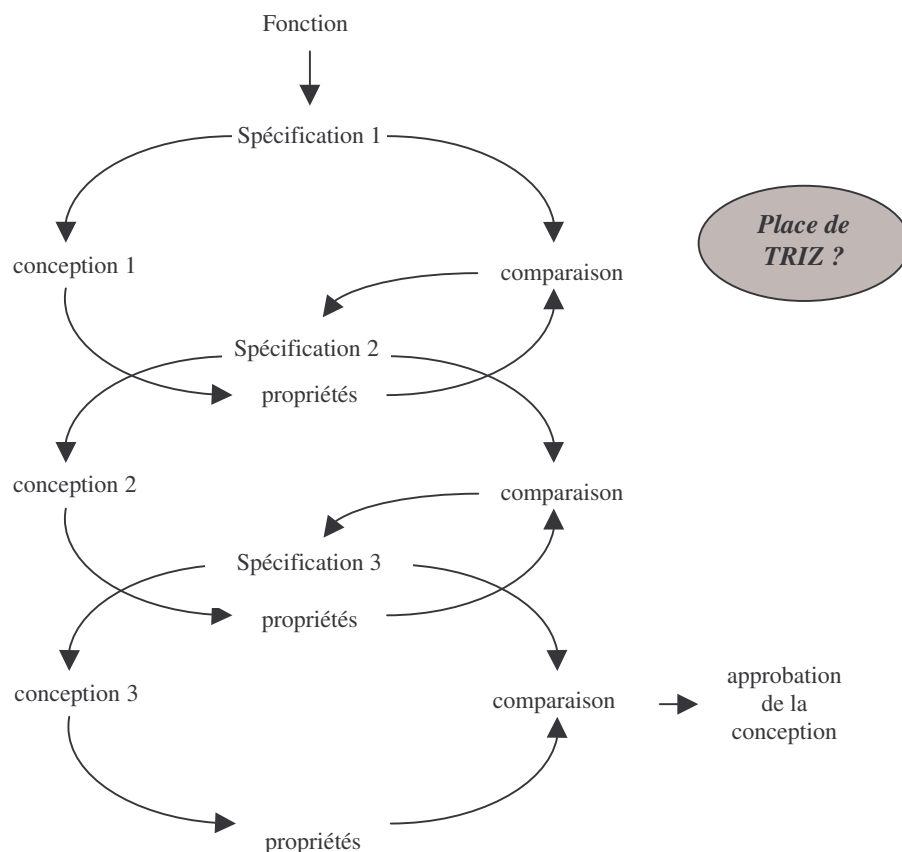 Fonction
Spécification 1
Place de
TRIZ ?
conception 1
comparaison
Spécification 2
propriétés
conception 2
comparaison
Spécification 3
propriétés
conception 3
comparaison
approbation
de la
conception
propriétés